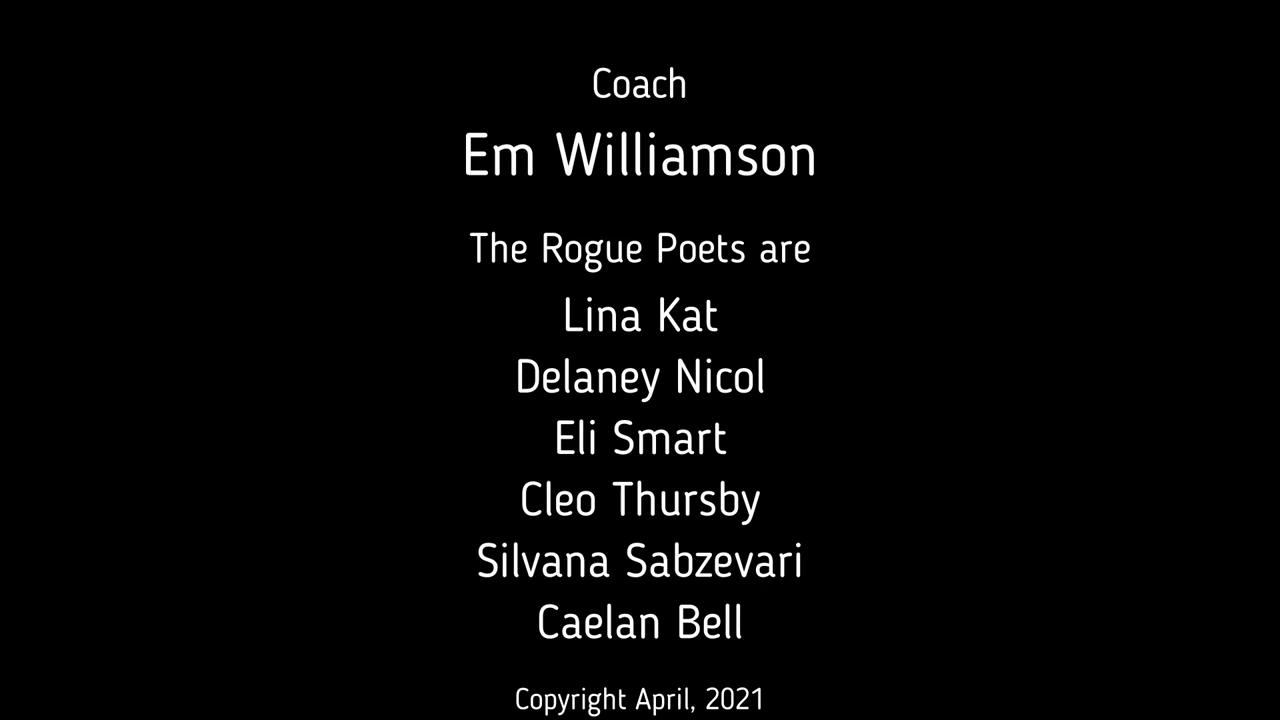 Coach
Em Williamson
The Rogue Poets are
Lina Kat
Delaney Nicol
Eli Smart
Cleo Thursby
Silvana Sabzevari
Caelan Bell
Copyright April, 2021